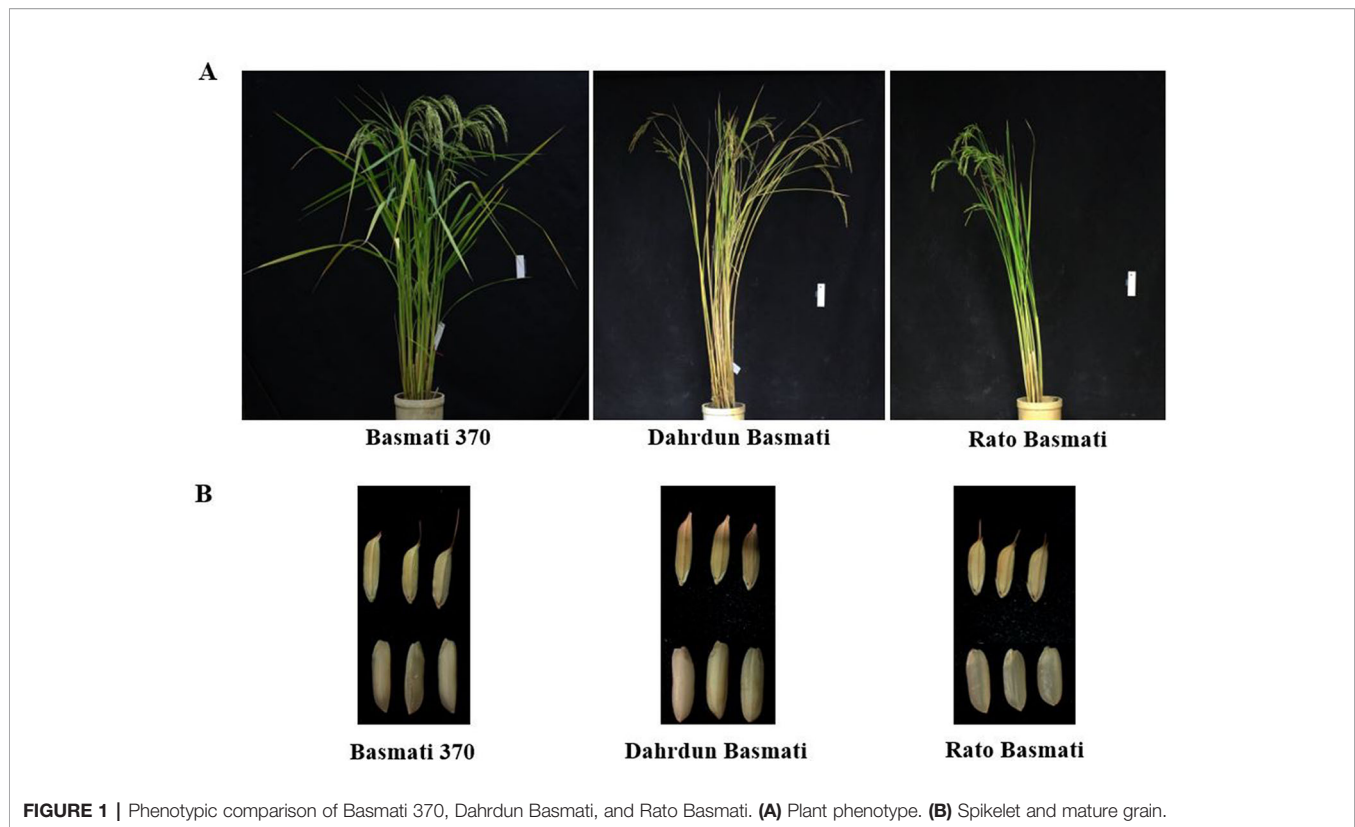 A
Basmati 370
Dahrdun Basmati
Rato Basmati
B
Basmati 370
Dahrdun Basmati
Rato Basmati
FIGURE 1 | Phenotypic comparison of Basmati 370, Dahrdun Basmati, and Rato Basmati. (A) Plant phenotype. (B) Spikelet and mature grain.